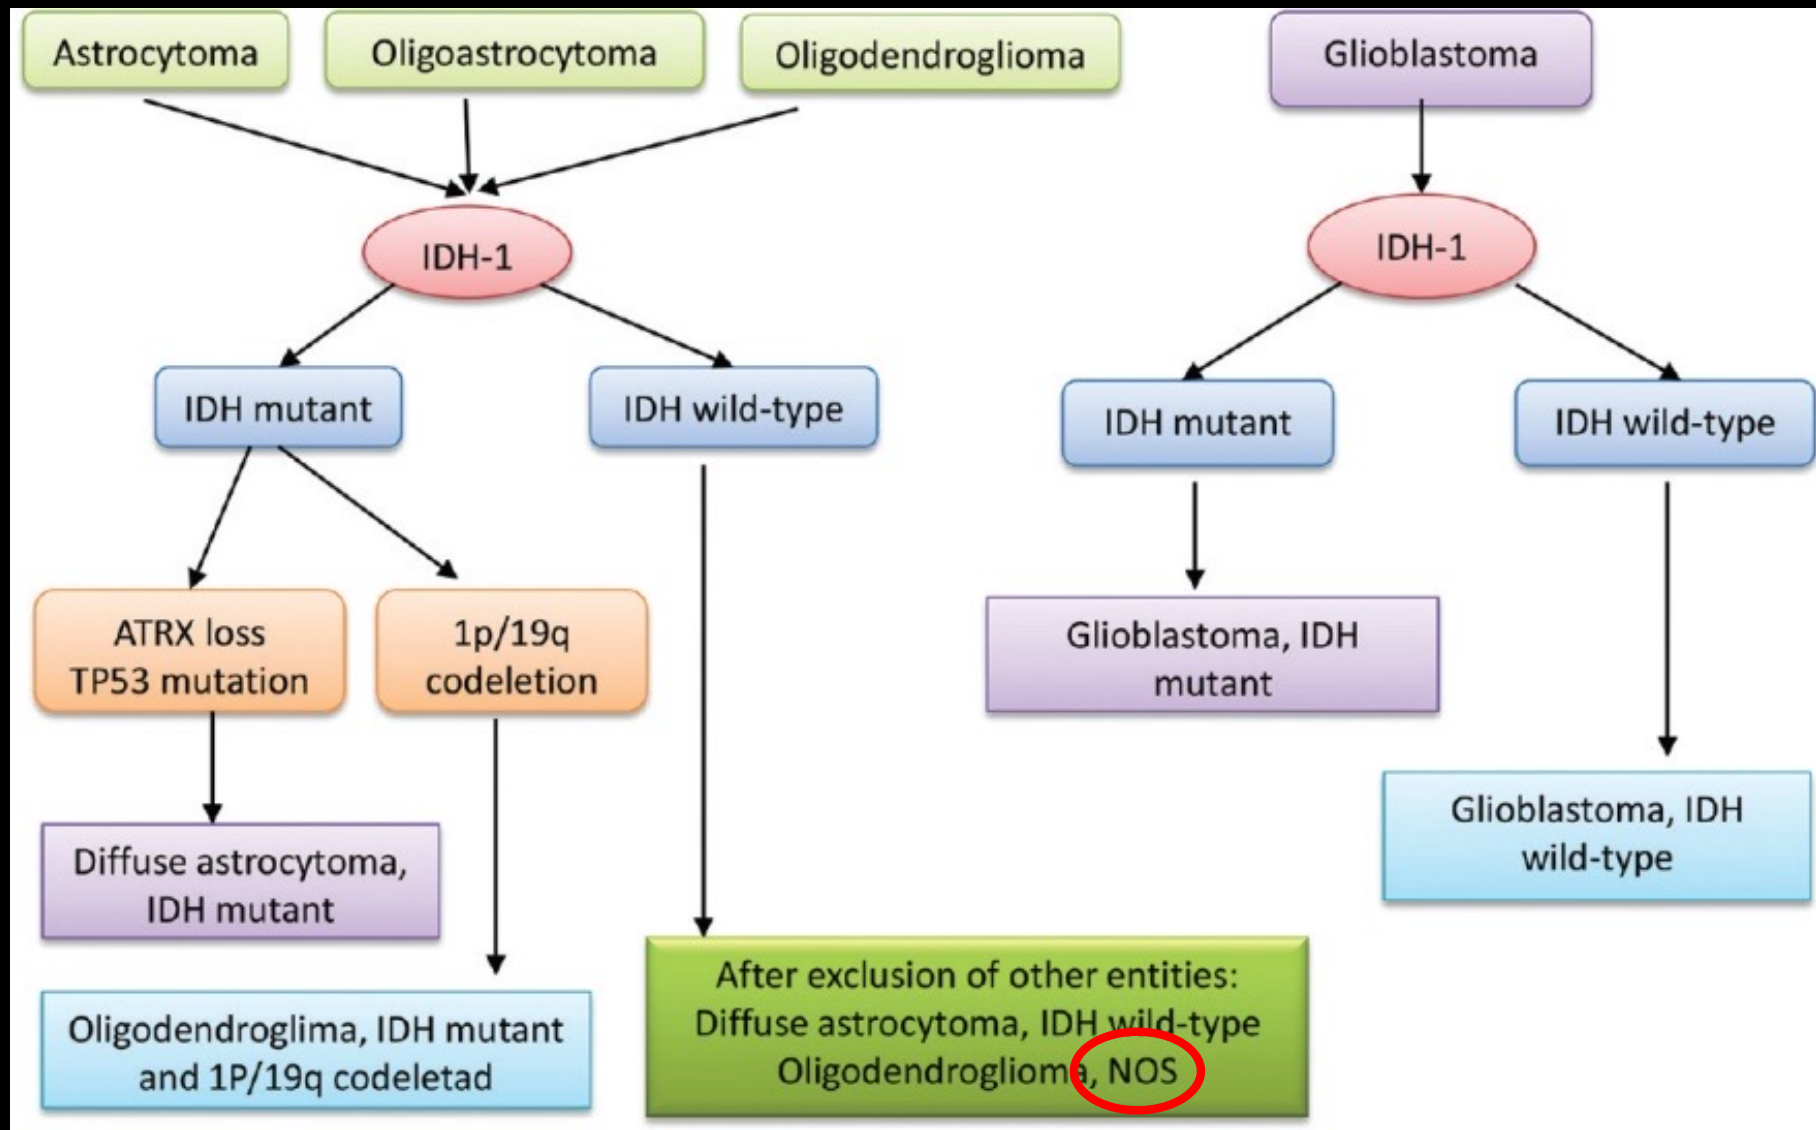 Astrocytoma
Oligoastrocytoma
Oligodendroglioma
Glioblastoma
IDH-1
IDH-1
IDH mutant
IDH wild-type
IDH mutant
IDH wild-type
ATRX loss
TP53 mutation
1p/19q
codeletion
Glioblastoma, IDH
mutant
Glioblastoma, IDH
wild-type
Diffuse astrocytoma,
IDH mutant
Oligodendroglima, IDH mutant
and 1P/19q codeletad
After exclusion of other entities:
Diffuse astrocytoma, IDH wild-type
Oligodendroglioma, NOS